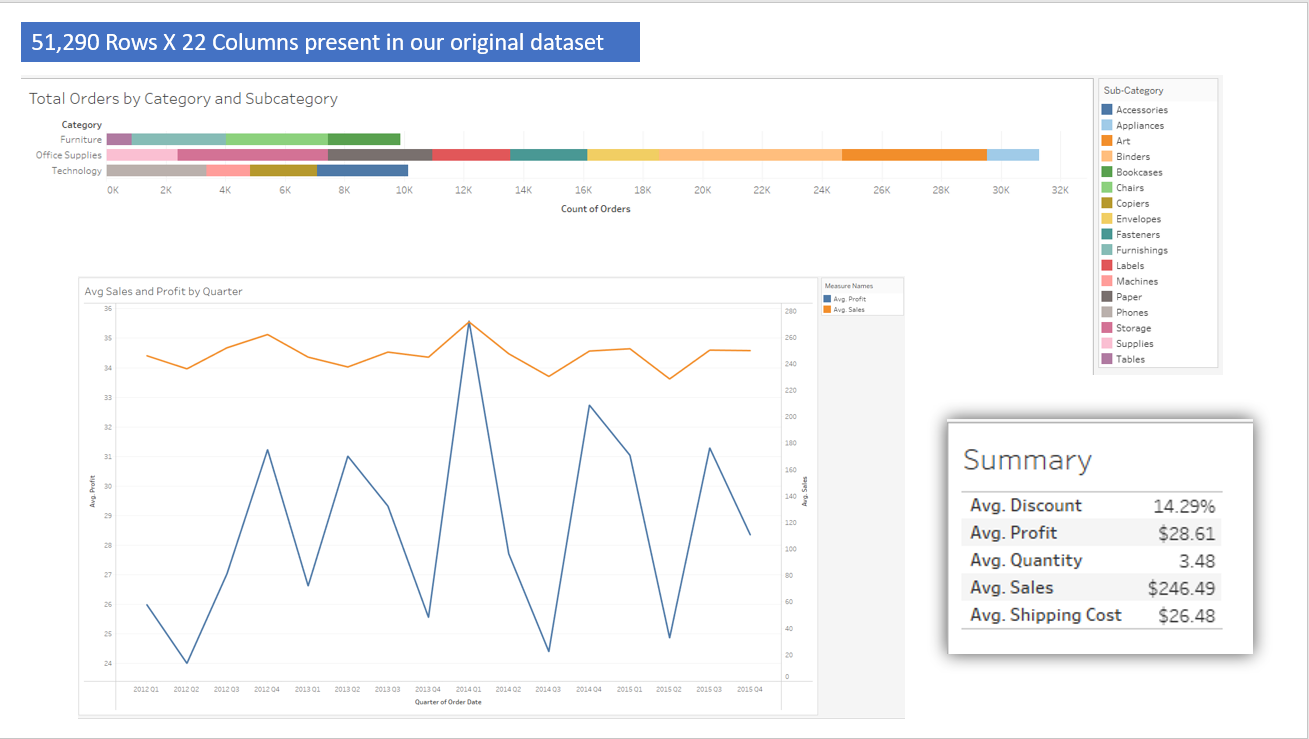 51,290 Rows X 22 Columns present in our original dataset
Total Orders by Category and Subcategory
Category
Furniture
Office Supplies
Technology
0K 2K 4K 6K 8K 10K 12K 14K 16K 18K 20K 22K 24K 26K 28K 30K 32K
Count of Orders
Sub-Category
Accessories
Appliances
Art
Binders
Bookcases
Chairs
Copiers
Envelopes
Fasteners
Furnishings
Labels
Machines
Paper
Phones
Storage
Supplies
Tables
Avg Sales and Profit by Quarter
36
35
34
33
32
31
30
29
28
27
26
25
24
Avg. Profit
280
260
240
220
200
180
160
140
120
100
80
60
40
20
0
Avg. Sales
2012 Q1 2012 Q2 2012 Q3 2012 Q4 2013 Q1 2013 Q2 2013 Q3 2013 Q4 2014 Q1 2014 Q2 2014 Q3 2014 Q4 2015 Q1 2015 Q2 2015 Q3 2015 Q4
Quarter of Order Date
Measure Names
Avg. Profit
Avg. Sales
Summary
Avg. Discount 14.29%
Avg. Profit $28.61
Avg. Quantity 3.48
Avg. Sales $246.49
Avg. Shipping Cost $26.48